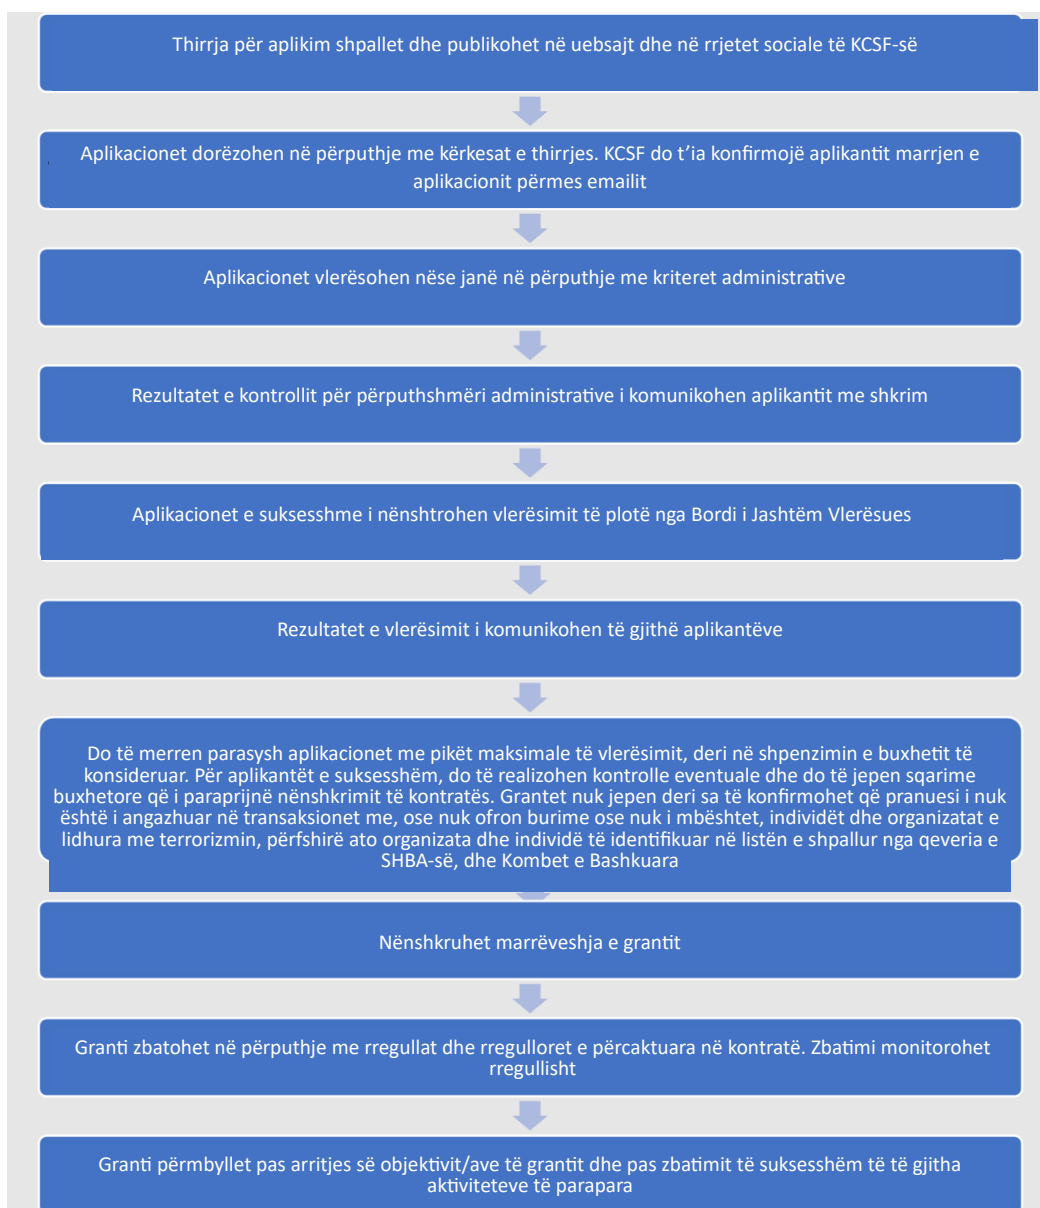 Thirrja për aplikim shpallet dhe publikohet në uebsajt dhe në rrjetet sociale të KCSF-së
Aplikacionet dorëzohen në përputhje me kërkesat e thirrjes. KCSF do t’ia konfirmojë aplikantit marrjen e
aplikacionit përmes emailit
Aplikacionet vlerësohen nëse janë në përputhje me kriteret administrative
Rezultatet e kontrollit për përputhshmëri administrative i komunikohen aplikantit me shkrim
Aplikacionet e suksesshme i nënshtrohen vlerësimit të plotë nga Bordi i Jashtëm Vlerësues
Rezultatet e vlerësimit i komunikohen të gjithë aplikantëve
Do të merren parasysh aplikacionet me pikët maksimale të vlerësimit, deri në shpenzimin e buxhetit të
konsideruar. Për aplikantët e suksesshëm, do të realizohen kontrolle eventuale dhe do të jepen sqarime
buxhetore që i paraprijnë nënshkrimit të kontratës. Grantet nuk jepen deri sa të konfirmohet që pranuesi i nuk
është i angazhuar në transaksionet me, ose nuk ofron burime ose nuk i mbështet, individët dhe organizatat e
lidhura me terrorizmin, përfshirë ato organizata dhe individë të identifikuar në listën e shpallur nga qeveria e
SHBA-së, dhe Kombet e Bashkuara
Nënshkruhet marrëveshja e grantit
Granti zbatohet në përputhje me rregullat dhe rregulloret e përcaktuara në kontratë. Zbatimi monitorohet
rregullisht
Granti përmbyllet pas arritjes së objektivit/ave të grantit dhe pas zbatimit të suksesshëm të të gjitha
aktiviteteve të parapara